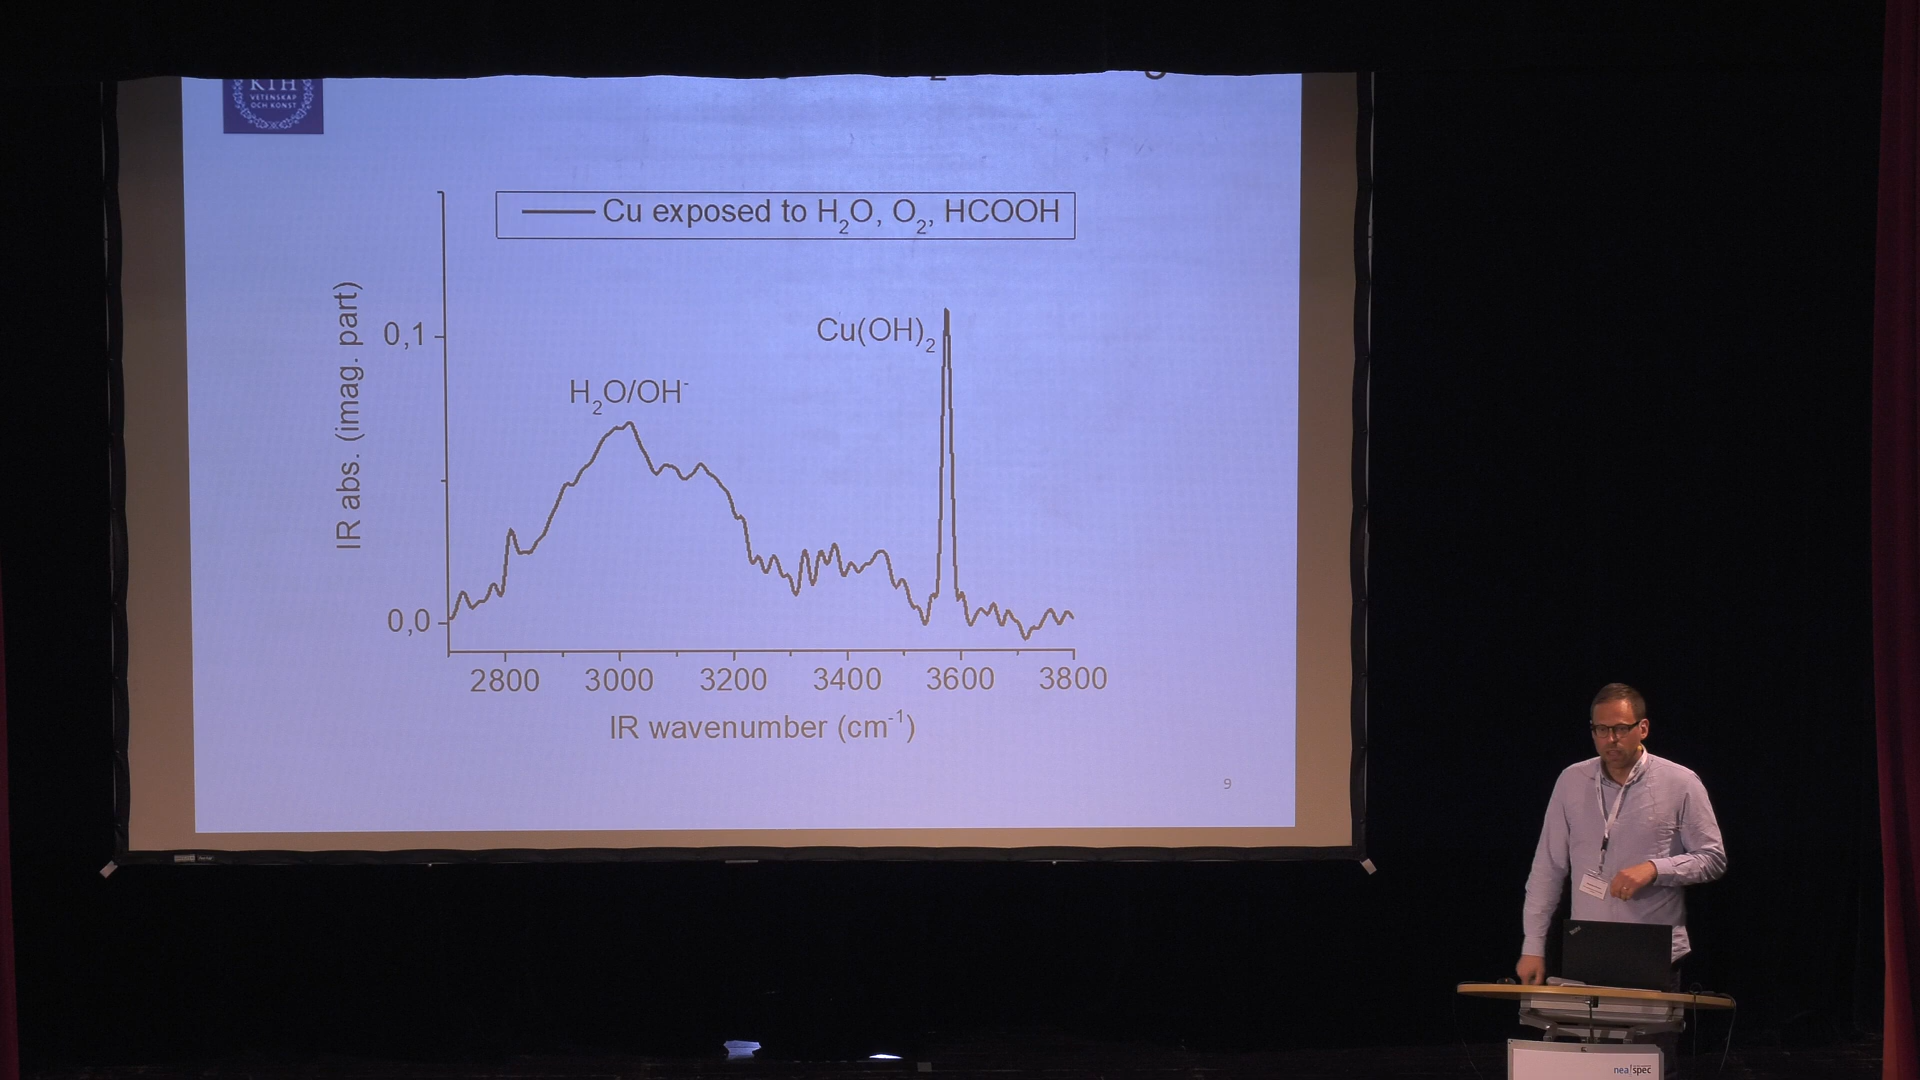 KTH
VETENSKAP
OCH KONST
Cu exposed to H₂O, O₂, HCOOH
IR abs. (imag. part)
0,1
0,0
H₂O/OH⁻
Cu(OH)₂
2800 3000 3200 3400 3600 3800
IR wavenumber (cm⁻¹)
9
nea|spec